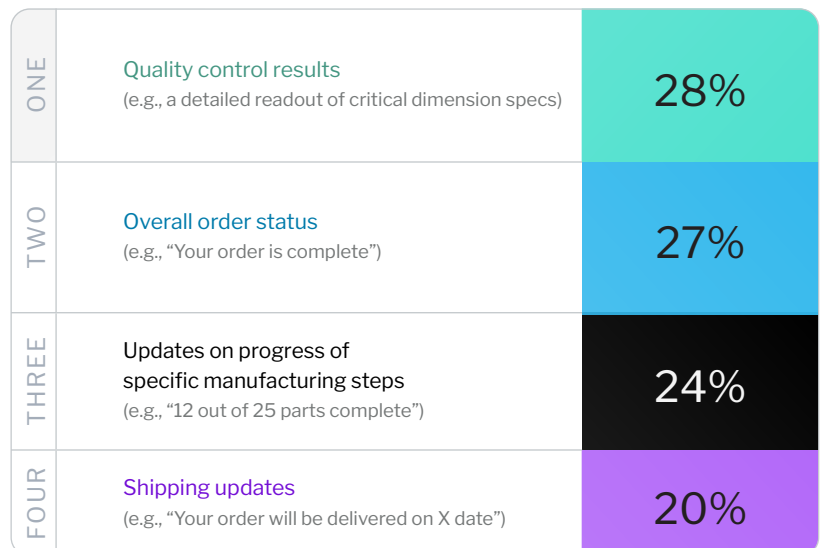 ONE
Quality control results
(e.g., a detailed readout of critical dimension specs)
28%
TWO
Overall order status
(e.g., “Your order is complete”)
27%
THREE
Updates on progress of
specific manufacturing steps
(e.g., “12 out of 25 parts complete”)
24%
FOUR
Shipping updates
(e.g., “Your order will be delivered on X date”)
20%